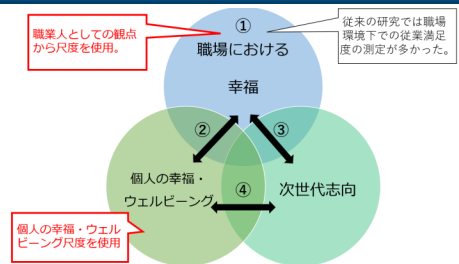 職業人としての観点
から尺度を使用。
①
職場における
幸福
従来の研究では職場
環境下での従業満足
度の測定が多かった。
②
③
個人の幸福・
ウェルビーング
④
次世代志向
個人の幸福・ウェル
ビーング尺度を使用